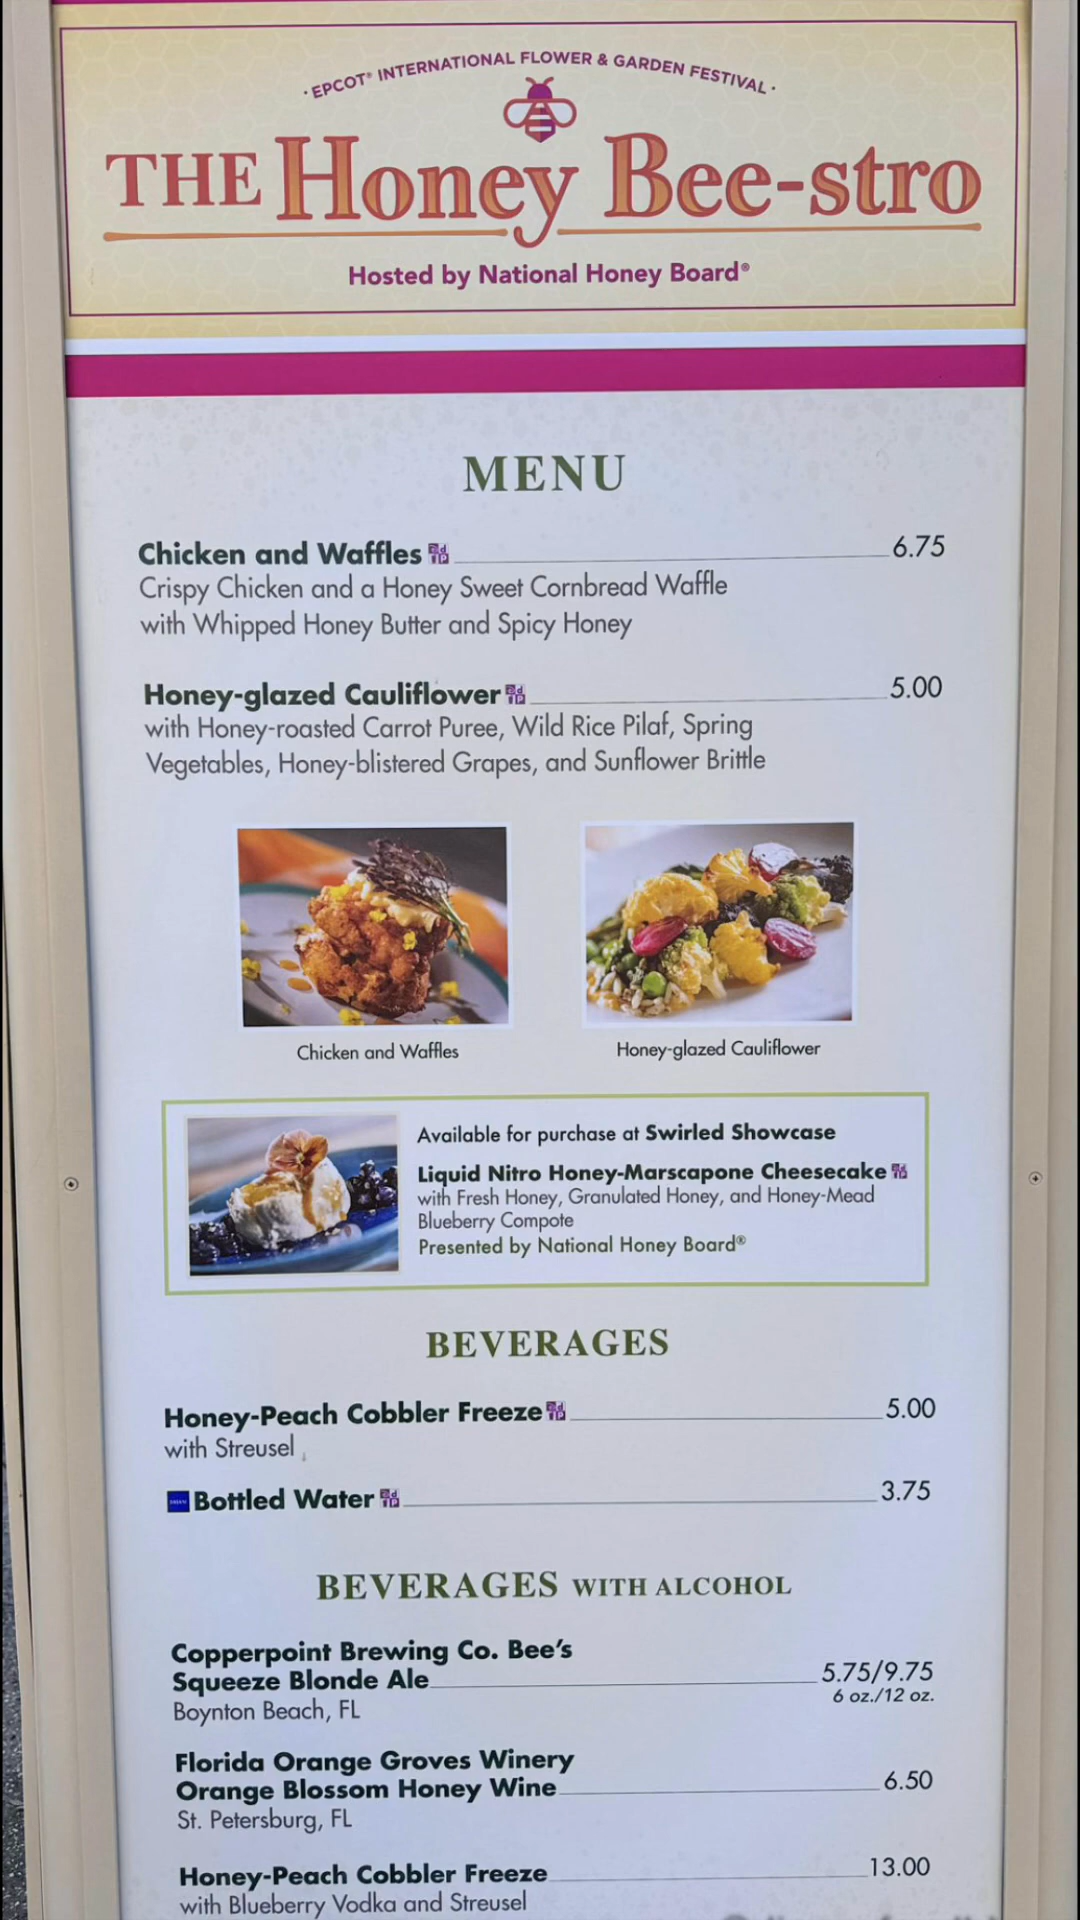 · EPCOT® INTERNATIONAL FLOWER & GARDEN FESTIVAL ·
THE Honey Bee-stro
Hosted by National Honey Board®
MENU
Chicken and Waffles 6.75
Crispy Chicken and a Honey Sweet Cornbread Waffle
with Whipped Honey Butter and Spicy Honey
Honey-glazed Cauliflower 5.00
with Honey-roasted Carrot Puree, Wild Rice Pilaf, Spring
Vegetables, Honey-blistered Grapes, and Sunflower Brittle
Chicken and Waffles
Honey-glazed Cauliflower
Available for purchase at Swirled Showcase
Liquid Nitro Honey-Marscapone Cheesecake
with Fresh Honey, Granulated Honey, and Honey-Mead
Blueberry Compote
Presented by National Honey Board®
BEVERAGES
Honey-Peach Cobbler Freeze 5.00
with Streusel
Bottled Water 3.75
BEVERAGES WITH ALCOHOL
Copperpoint Brewing Co. Bee's
Squeeze Blonde Ale 5.75/9.75
6 oz./12 oz.
Boynton Beach, FL
Florida Orange Groves Winery
Orange Blossom Honey Wine 6.50
St. Petersburg, FL
Honey-Peach Cobbler Freeze 13.00
with Blueberry Vodka and Streusel